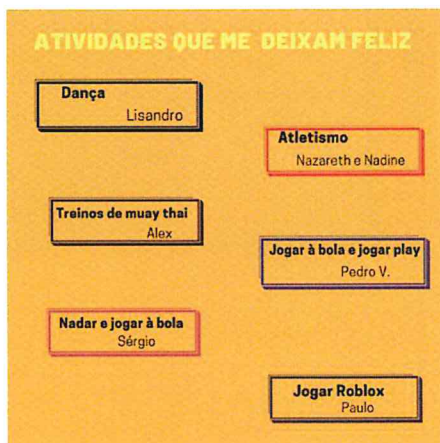 ATIVIDADES QUE ME DEIXAM FELIZ
Dança
Lisandro
Atletismo
Nazareth e Nadine
Treinos de muay thai
Alex
Jogar à bola e jogar play
Pedro V.
Nadar e jogar à bola
Sérgio
Jogar Roblox
Paulo